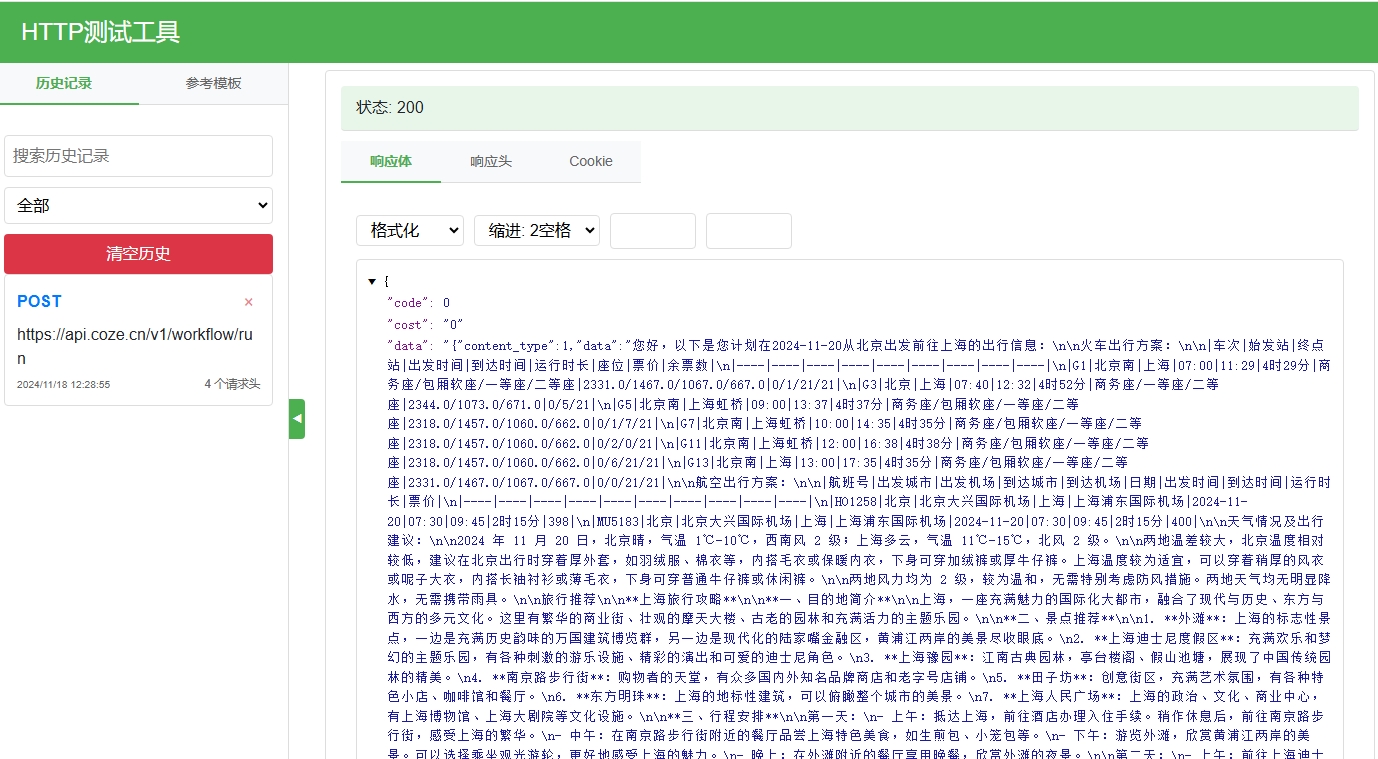 HTTP测试工具
历史记录
参考模板
搜索历史记录
全部
清空历史
POST
×
https://api.coze.cn/v1/workflow/ru
n
2024/11/18 12:28:55
4 个请求头
◀
状态: 200
响应体
响应头
Cookie
格式化
缩进: 2空格
▼ {
"code": 0
"cost": "0"
"data": "{"content_type":1,"data":"您好，以下是您计划在2024-11-20从北京出发前往上海的出行信息：\n\n火车出行方案：\n\n|车次|始发站|终点
站|出发时间|到达时间|运行时长|座位|票价|余票数|\n|----|----|----|----|----|----|----|----|----|\n|G1|北京南|上海|07:00|11:29|4时29分|商
务座/包厢软座/一等座/二等座|2331.0/1467.0/1067.0/667.0|0/1/21/21|\n|G3|北京|上海|07:40|12:32|4时52分|商务座/一等座/二等
座|2344.0/1073.0/671.0|0/5/21|\n|G5|北京南|上海虹桥|09:00|13:37|4时37分|商务座/包厢软座/一等座/二等
座|2318.0/1457.0/1060.0/662.0|0/1/7/21|\n|G7|北京南|上海虹桥|10:00|14:35|4时35分|商务座/包厢软座/一等座/二等
座|2318.0/1457.0/1060.0/662.0|0/2/0/21|\n|G11|北京南|上海虹桥|12:00|16:38|4时38分|商务座/包厢软座/一等座/二等
座|2318.0/1457.0/1060.0/662.0|0/6/21/21|\n|G13|北京南|上海|13:00|17:35|4时35分|商务座/包厢软座/一等座/二等
座|2331.0/1467.0/1067.0/667.0|0/0/21/21|\n\n航空出行方案：\n\n|航班号|出发城市|出发机场|到达城市|到达机场|日期|出发时间|到达时间|运行时
长|票价|\n|----|----|----|----|----|----|----|----|----|----|\n|HO1258|北京|北京大兴国际机场|上海|上海浦东国际机场|2024-11-
20|07:30|09:45|2时15分|398|\n|MU5183|北京|北京大兴国际机场|上海|上海浦东国际机场|2024-11-20|07:30|09:45|2时15分|400|\n\n天气情况及出行
建议：\n\n2024 年 11 月 20 日，北京晴，气温 1℃-10℃，西南风 2 级；上海多云，气温 11℃-15℃，北风 2 级。\n\n两地温差较大，北京温度相对
较低，建议在北京出行时穿着厚外套，如羽绒服、棉衣等，内搭毛衣或保暖内衣，下身可穿加绒裤或厚牛仔裤。上海温度较为适宜，可以穿着稍厚的风衣
或呢子大衣，内搭长袖衬衫或薄毛衣，下身可穿普通牛仔裤或休闲裤。\n\n两地风力均为 2 级，较为温和，无需特别考虑防风措施。两地天气均无明显降
水，无需携带雨具。\n\n旅行推荐\n\n**上海旅行攻略**\n\n**一、目的地简介**\n\n上海，一座充满魅力的国际化大都市，融合了现代与历史、东方与
西方的多元文化。这里有繁华的商业街、壮观的摩天大楼、古老的园林和充满活力的主题乐园。\n\n**二、景点推荐**\n\n1. **外滩**：上海的标志性景
点，一边是充满历史韵味的万国建筑博览群，另一边是现代化的陆家嘴金融区，黄浦江两岸的美景尽收眼底。\n2. **上海迪士尼度假区**：充满欢乐和梦
幻的主题乐园，有各种刺激的游乐设施、精彩的演出和可爱的迪士尼角色。\n3. **上海豫园**：江南古典园林，亭台楼阁、假山池塘，展现了中国传统园
林的精美。\n4. **南京路步行街**：购物者的天堂，有众多国内外知名品牌商店和老字号店铺。\n5. **田子坊**：创意街区，充满艺术氛围，有各种特
色小店、咖啡馆和餐厅。\n6. **东方明珠**：上海的地标性建筑，可以俯瞰整个城市的美景。\n7. **上海人民广场**：上海的政治、文化、商业中心，
有上海博物馆、上海大剧院等文化设施。\n\n**三、行程安排**\n\n第一天：\n- 上午：抵达上海，前往酒店办理入住手续。稍作休息后，前往南京路步
行街，感受上海的繁华。\n- 中午：在南京路步行街附近的餐厅品尝上海特色美食，如生煎包、小笼包等。\n- 下午：游览外滩，欣赏黄浦江两岸的美
景。可以选择乘坐观光游轮，更好地感受上海的魅力。\n- 晚上：在外滩附近的餐厅享用晚餐，欣赏外滩的夜景。\n\n第二天：\n- 上午：前往上海迪士